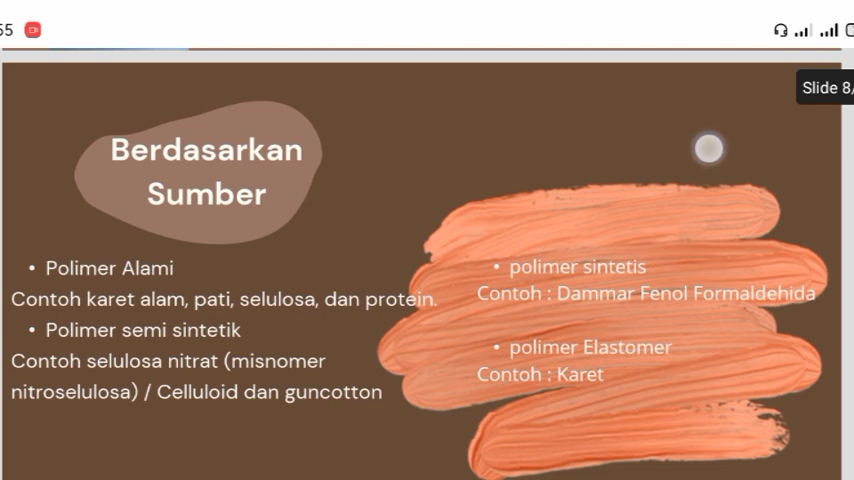 55
Slide 8/
Berdasarkan
Sumber
• Polimer Alami
Contoh karet alam, pati, selulosa, dan protein.
• Polimer semi sintetik
Contoh selulosa nitrat (misnomer
nitroselulosa) / Celluloid dan guncotton
• polimer sintetis
Contoh : Dammar Fenol Formaldehida
• polimer Elastomer
Contoh : Karet